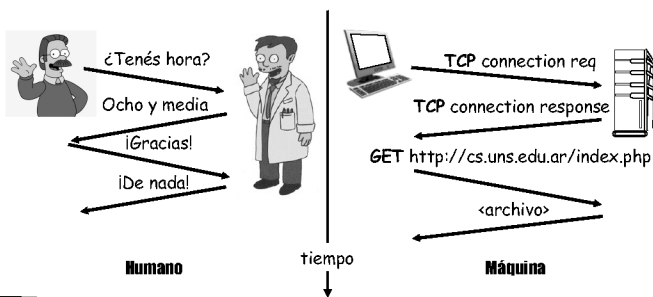 ¿Tenés hora?
Ocho y media
¡Gracias!
¡De nada!
Humano
tiempo
TCP connection req
TCP connection response
GET http://cs.uns.edu.ar/index.php
<archivo>
Máquina